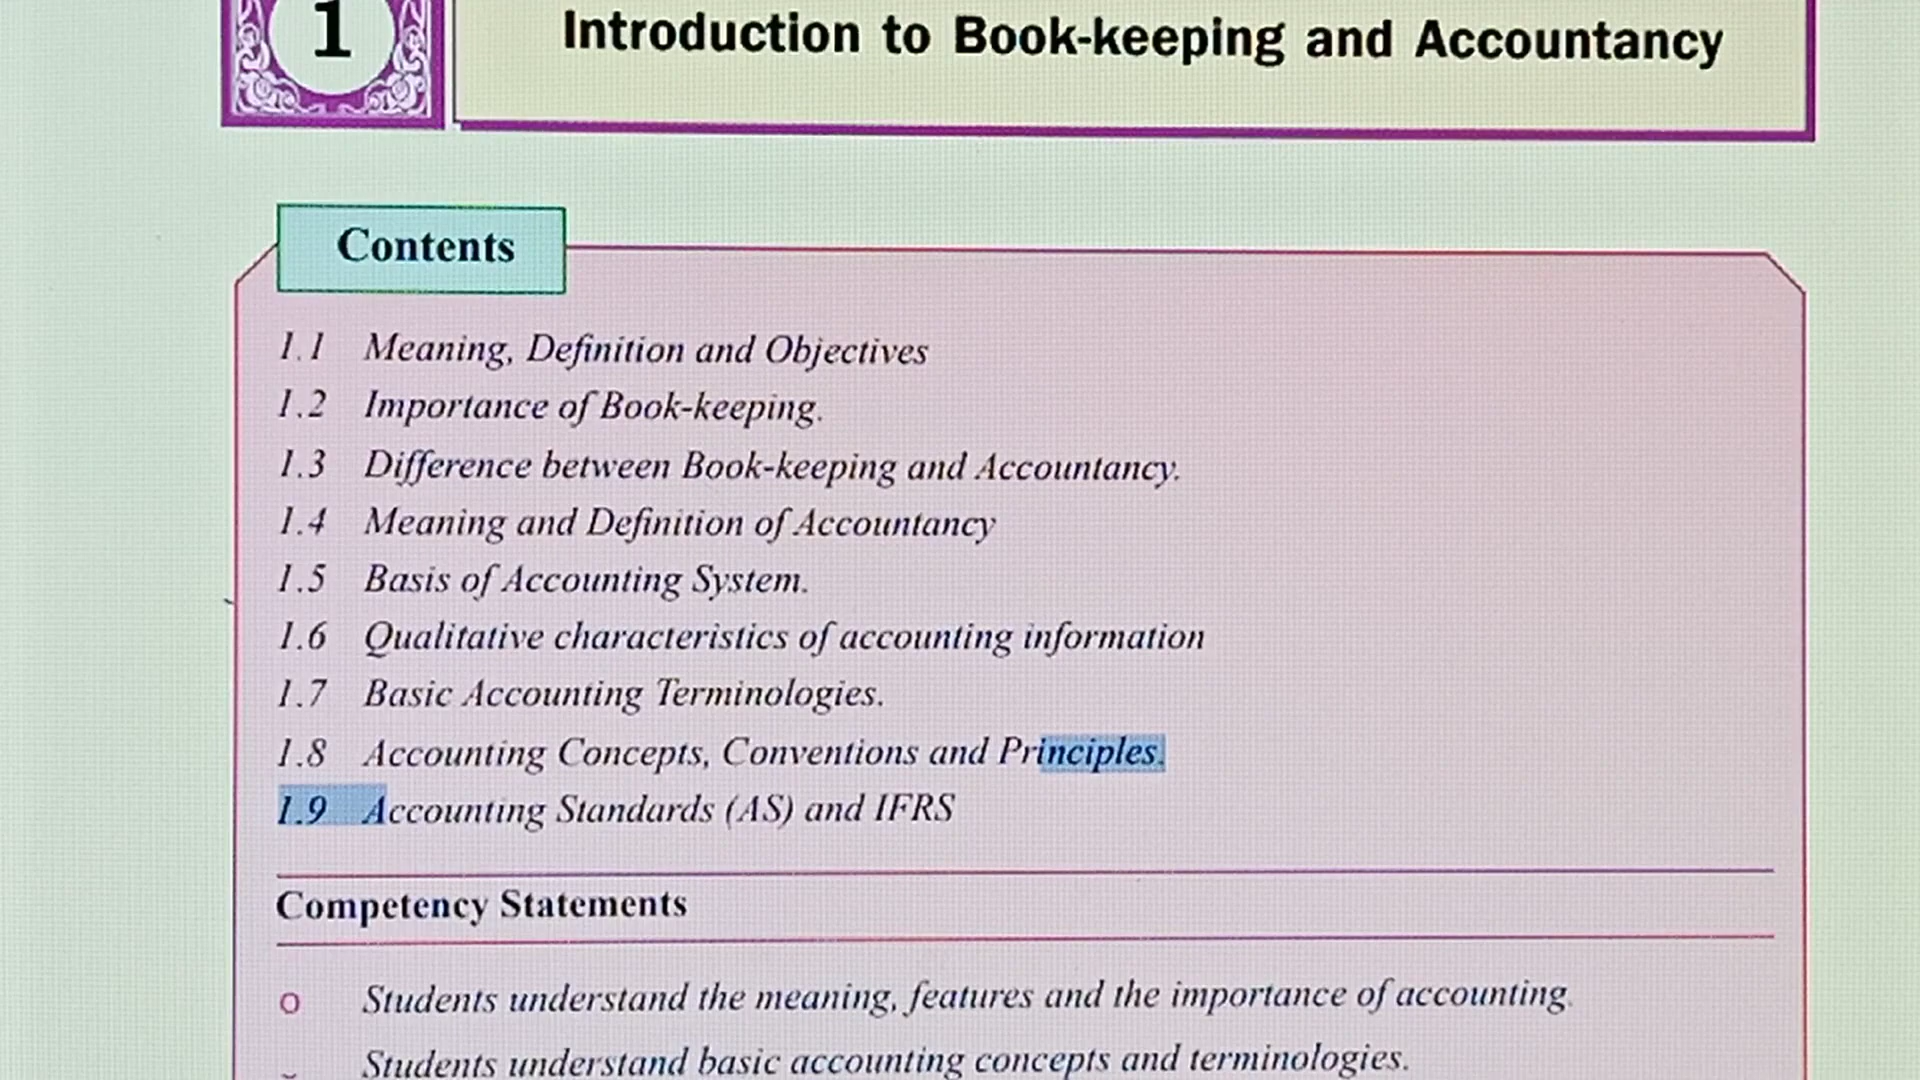 1
Introduction to Book-keeping and Accountancy
Contents
1.1 Meaning, Definition and Objectives
1.2 Importance of Book-keeping.
1.3 Difference between Book-keeping and Accountancy.
1.4 Meaning and Definition of Accountancy
1.5 Basis of Accounting System.
1.6 Qualitative characteristics of accounting information
1.7 Basic Accounting Terminologies.
1.8 Accounting Concepts, Conventions and Principles.
1.9 Accounting Standards (AS) and IFRS
Competency Statements
o Students understand the meaning, features and the importance of accounting.
Students understand basic accounting concepts and terminologies.